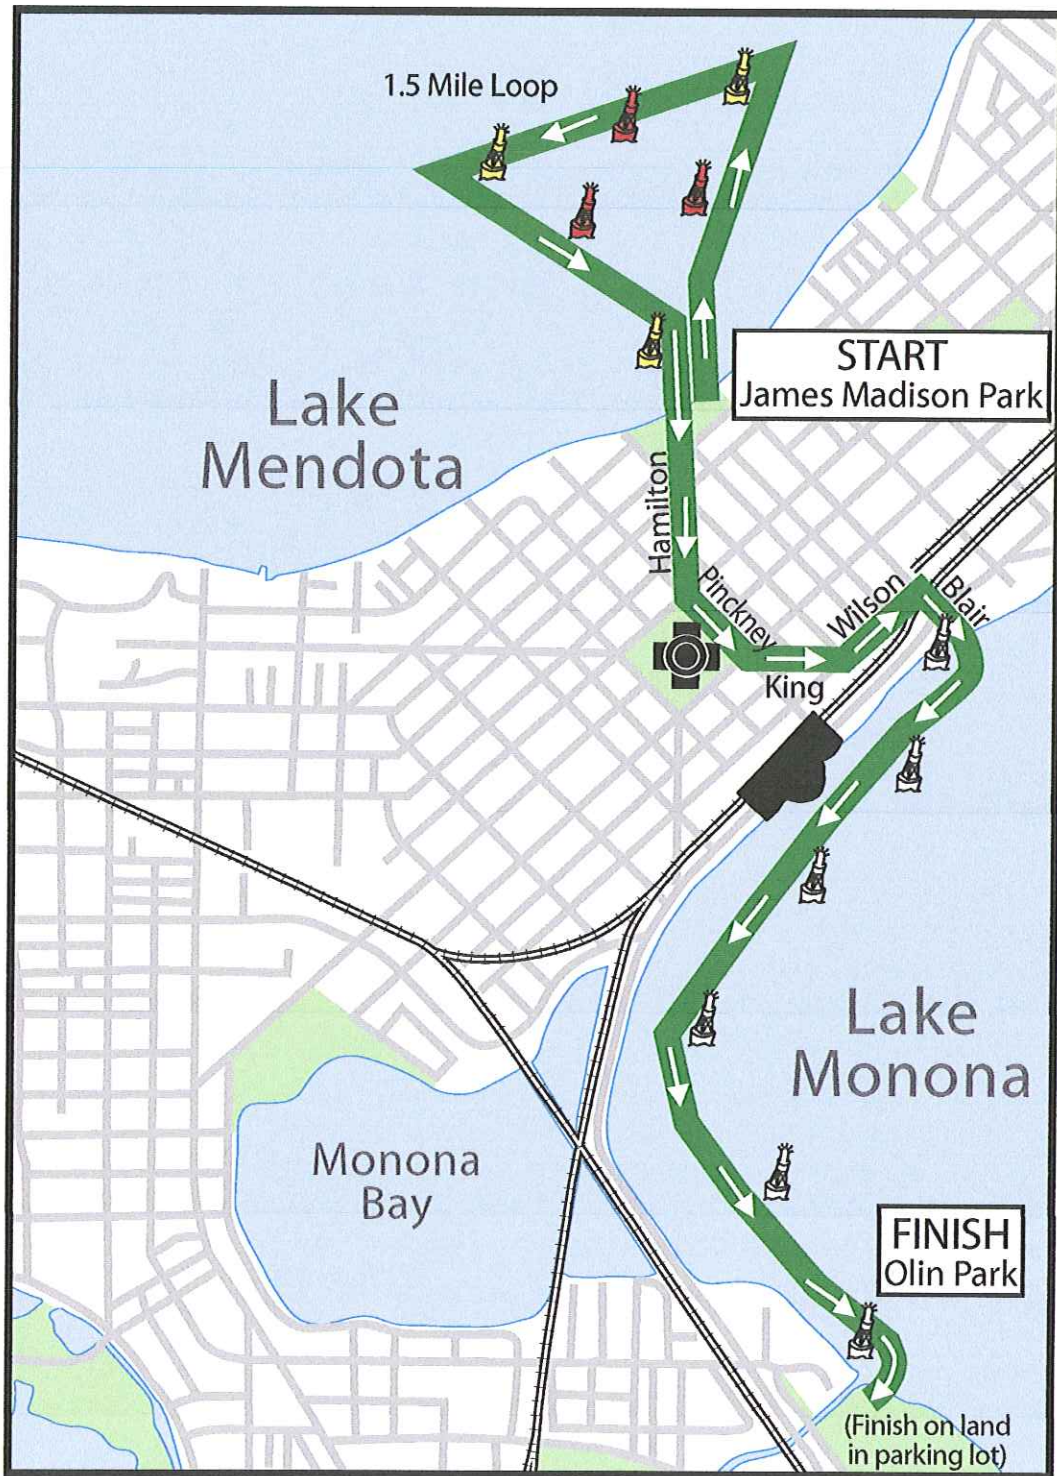 1.5 Mile Loop
START
James Madison Park
Lake
Mendota
Hamilton
Pinckney
Wilson
Blair
King
Lake
Monona
Monona
Bay
FINISH
Olin Park
(Finish on land
in parking lot)